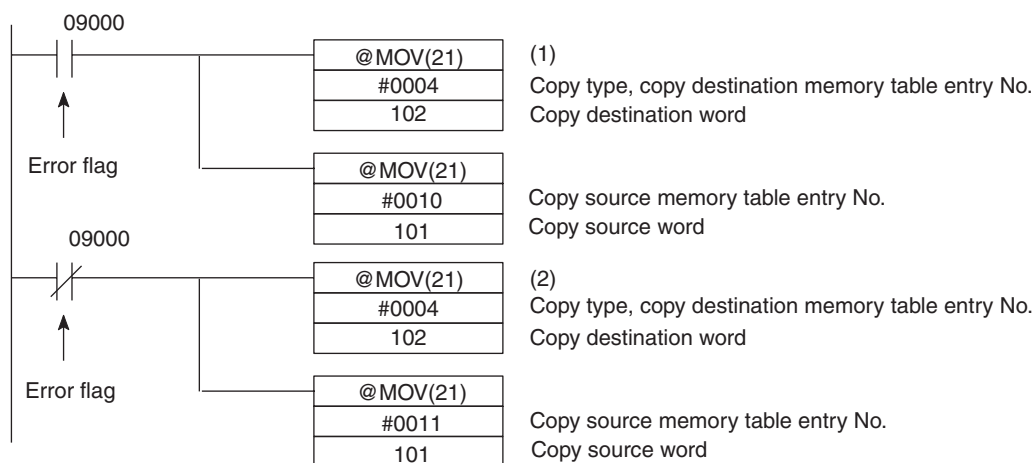 09000
@MOV(21) (1)
#0004 Copy type, copy destination memory table entry No.
102 Copy destination word
Error flag
@MOV(21)
#0010 Copy source memory table entry No.
101 Copy source word
09000
@MOV(21) (2)
#0004 Copy type, copy destination memory table entry No.
102 Copy destination word
Error flag
@MOV(21)
#0011 Copy source memory table entry No.
101 Copy source word